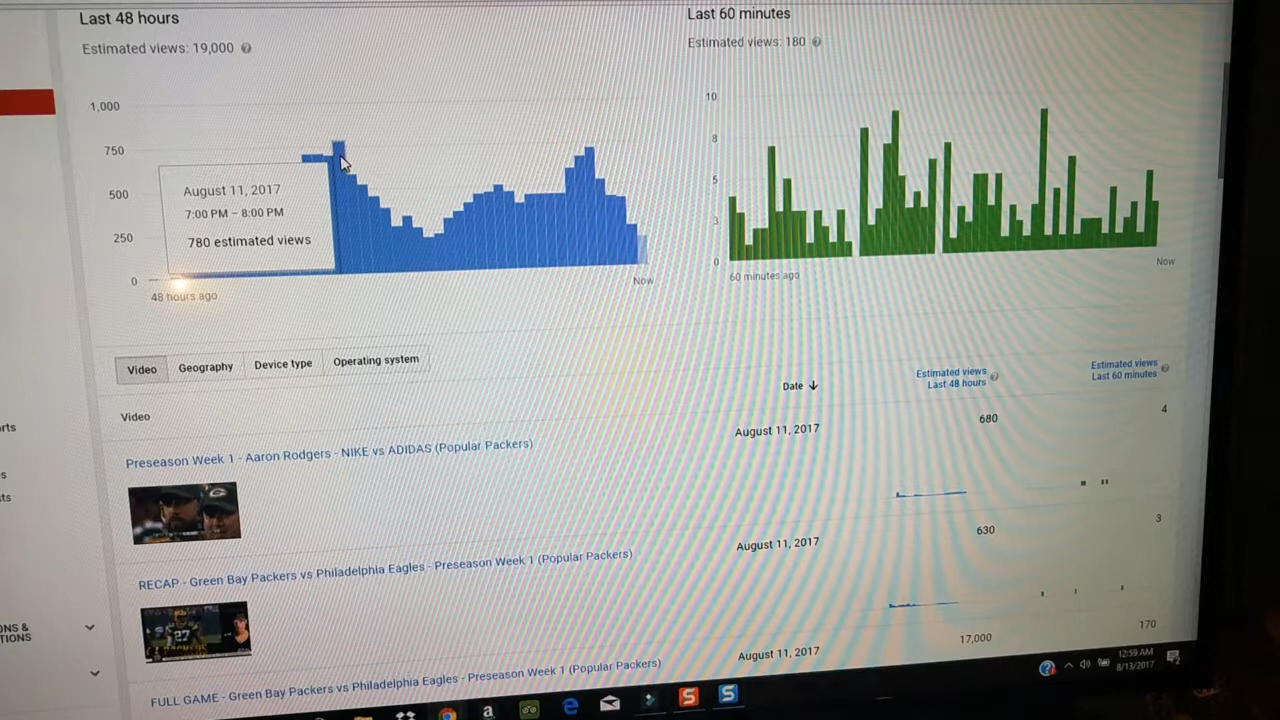 Last 48 hours
Estimated views: 19,000
1,000
750
500
250
0
48 hours ago
Now
August 11, 2017
7:00 PM – 8:00 PM
780 estimated views
Last 60 minutes
Estimated views: 180
10
8
5
3
0
60 minutes ago
Now
Video
Geography
Device type
Operating system
Video
Date
Estimated views
Last 48 hours
Estimated views
Last 60 minutes
Preseason Week 1 - Aaron Rodgers - NIKE vs ADIDAS (Popular Packers)
August 11, 2017
680
4
RECAP - Green Bay Packers vs Philadelphia Eagles - Preseason Week 1 (Popular Packers)
August 11, 2017
630
3
27
FULL GAME - Green Bay Packers vs Philadelphia Eagles - Preseason Week 1 (Popular Packers)
August 11, 2017
17,000
170
12:59 AM
8/13/2017